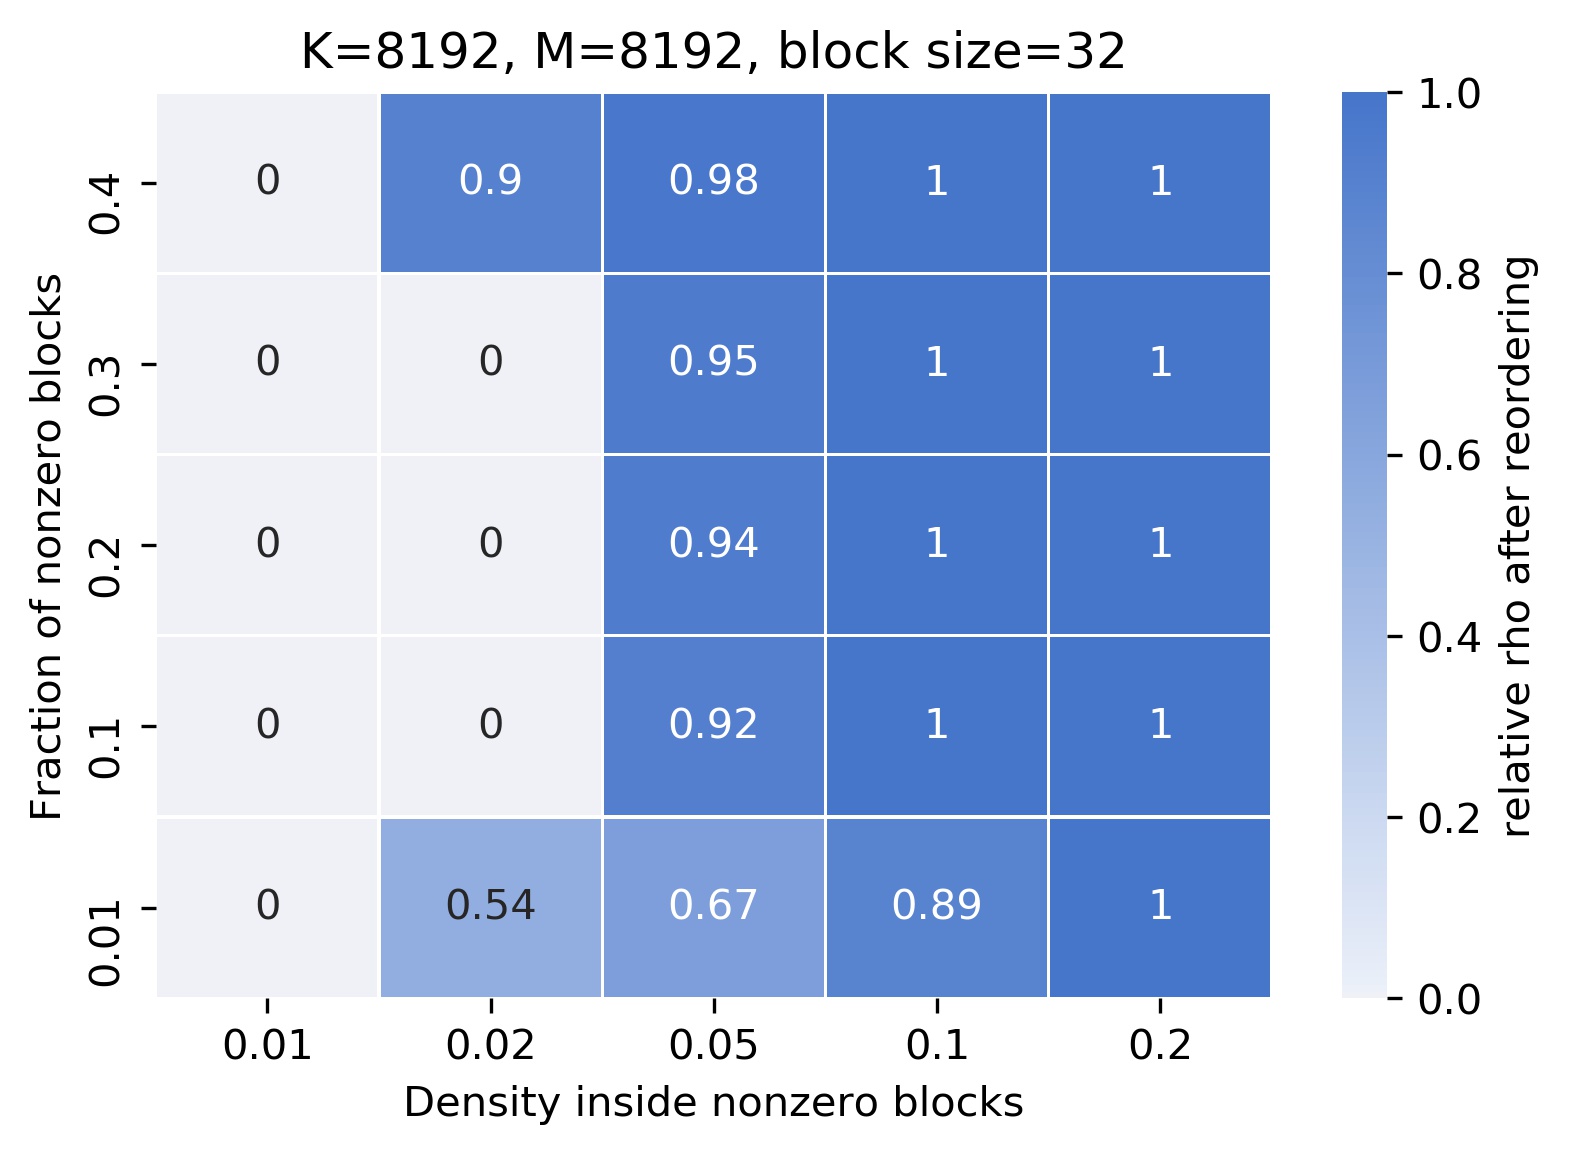 K=8192, M=8192, block size=32
Fraction of nonzero blocks
0.4
0 0.9 0.98 1 1
0.3
0 0 0.95 1 1
0.2
0 0 0.94 1 1
0.1
0 0 0.92 1 1
0.01
0 0.54 0.67 0.89 1
0.01 0.02 0.05 0.1 0.2
Density inside nonzero blocks
1.0
0.8
0.6
0.4
0.2
0.0
relative rho after reordering